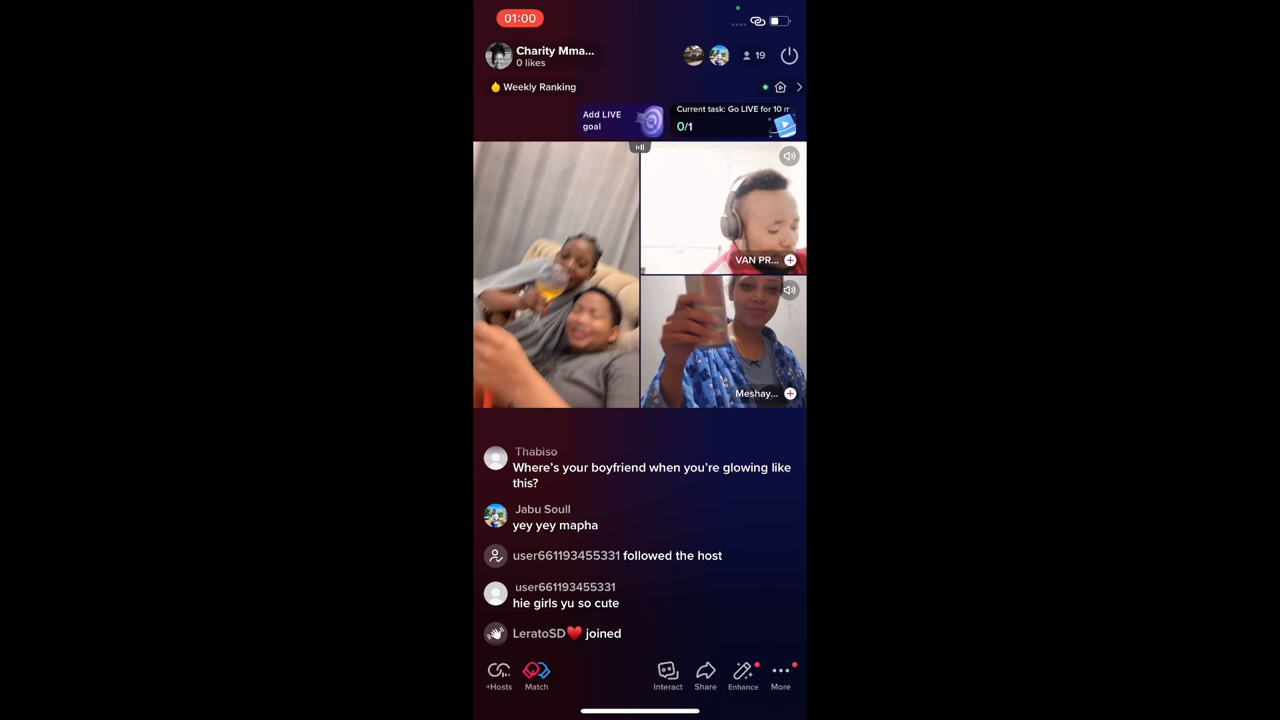 01:00
Charity Mma...
0 likes
19
Weekly Ranking
Add LIVE
goal
Current task: Go LIVE for 10 m
0/1
VAN PR...
Meshay...
Thabiso
Where's your boyfriend when you're glowing like
this?
Jabu Soull
yey yey mapha
user661193455331 followed the host
user661193455331
hie girls yu so cute
LeratoSD❤️ joined
+Hosts
Match
Interact
Share
Enhance
More